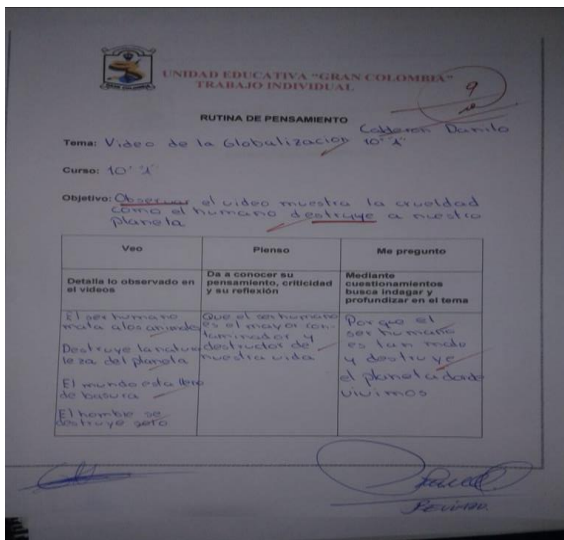 UNIDAD EDUCATIVA "GRAN COLOMBIA"
TRABAJO INDIVIDUAL
GRAN COLOMBIA
9
RUTINA DE PENSAMIENTO
Calderon Danilo
Tema: Video de la Globalización 10° "A"
Curso: 10° "A"
Objetivo: Observar el video muestra la crueldad
como el humano destruye a nuestro
planeta
Veo
Detalla lo observado en
el videos
El ser humano
mata a los animales
Destruye la natura
leza del planeta
El mundo esta lleno
de basura
El hombre se
destruye solo
Pienso
Da a conocer su
pensamiento, criticidad
y su reflexión
Que el ser humano
es el mayor con
taminador y
destructor de
nuestra vida
Me pregunto
Mediante
cuestionamientos
busca indagar y
profundizar en el tema
Por que el
ser humano
es tan malo
y destruye
el planeta donde
vivimos